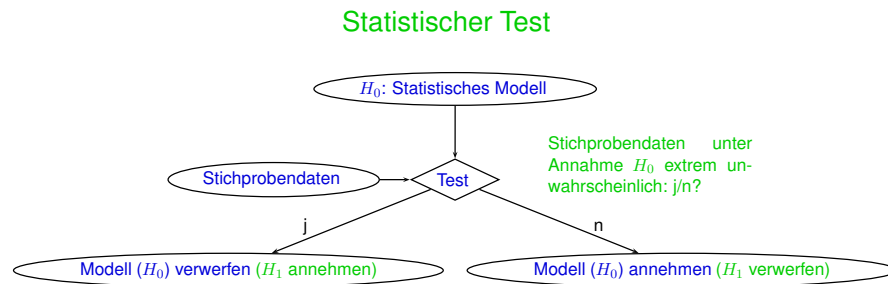 Statistischer Test
H₀: Statistisches Modell
Stichprobendaten unter
Annahme H₀ extrem un-
wahrscheinlich: j/n?
Stichprobendaten
Test
j
n
Modell (H₀) verwerfen (H₁ annehmen)
Modell (H₀) annehmen (H₁ verwerfen)